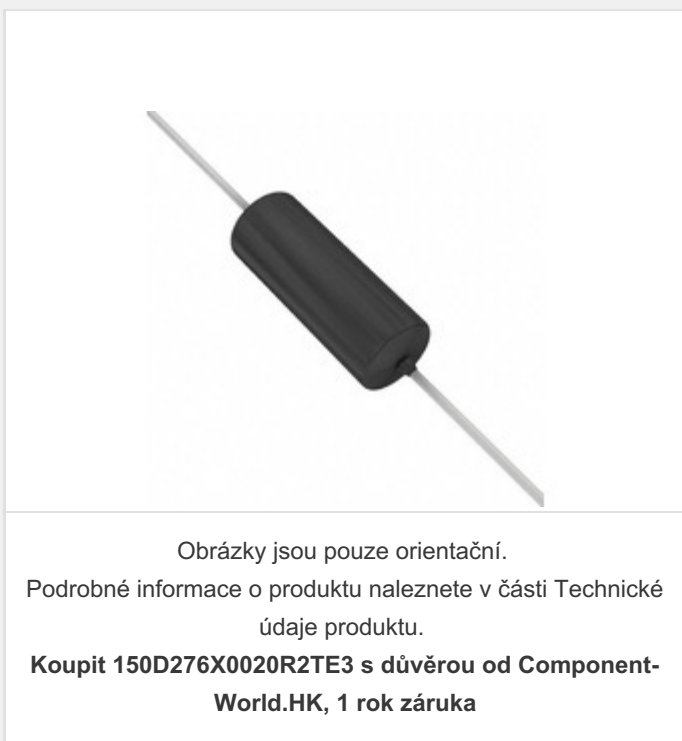 Obrázky jsou pouze orientační.
Podrobné informace o produktu naleznete v části Technické
údaje produktu.
Koupit 150D276X0020R2TE3 s důvěrou od Component-
World.HK, 1 rok záruka